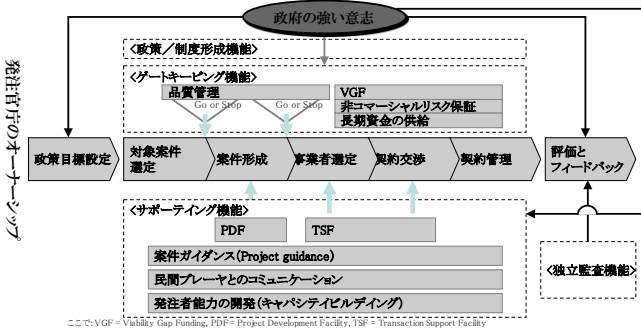 政府の強い意志
<政策／制度形成機能>
<ゲートキーピング機能>
品質管理
Go or Stop
Go or Stop
VGF
非コマーシャルリスク保証
長期資金の供給
発注官庁のオーナーシップ
政策目標設定
対象案件
選定
案件形成
事業者選定
契約交渉
契約管理
評価と
フィードバック
<サポーティング機能>
PDF
TSF
案件ガイダンス(Project guidance)
民間プレーヤとのコミュニケーション
発注者能力の開発(キャパシテイビルデイング)
<独立監査機能>
ここで: VGF = Viability Gap Funding, PDF = Project Development Facility, TSF = Transaction Support Facility